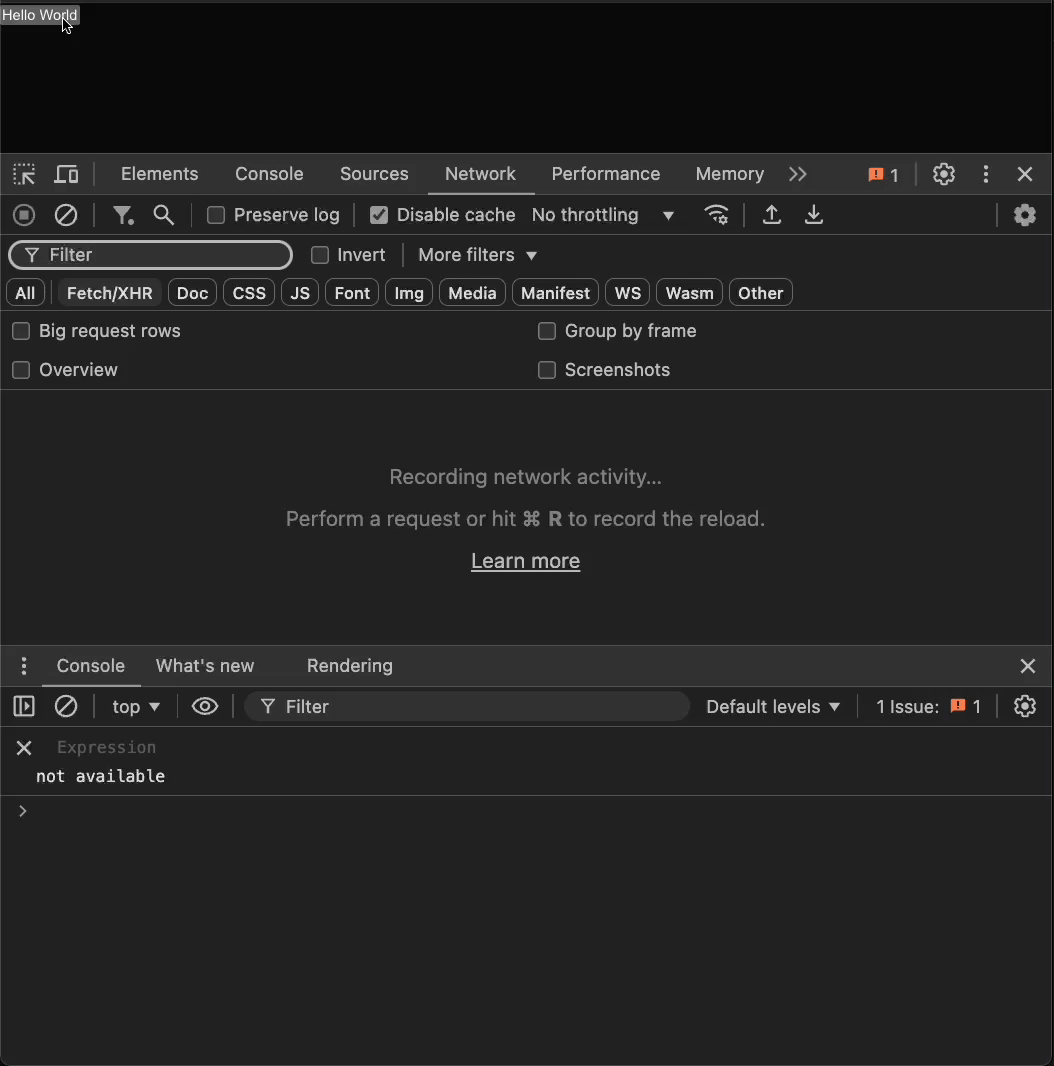 Hello World
Elements Console Sources Network Performance Memory 1
Preserve log Disable cache No throttling
Filter Invert More filters
All Fetch/XHR Doc CSS JS Font Img Media Manifest WS Wasm Other
Big request rows Group by frame
Overview Screenshots
Recording network activity...
Perform a request or hit ⌘ R to record the reload.
Learn more
Console What's new Rendering
top Filter Default levels 1 Issue: 1
Expression
not available